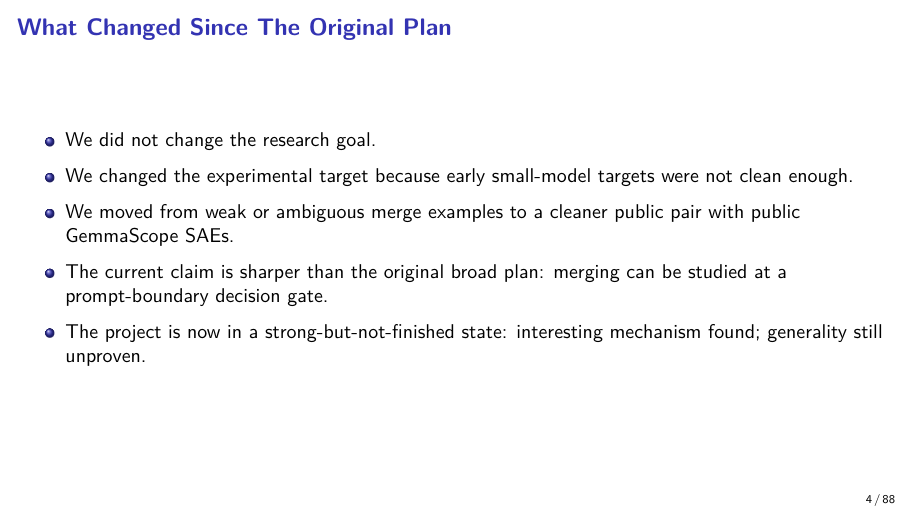 What Changed Since The Original Plan
We did not change the research goal.
We changed the experimental target because early small-model targets were not clean enough.
We moved from weak or ambiguous merge examples to a cleaner public pair with public
GemmaScope SAEs.
The current claim is sharper than the original broad plan: merging can be studied at a
prompt-boundary decision gate.
The project is now in a strong-but-not-finished state: interesting mechanism found; generality still
unproven.
4 / 88